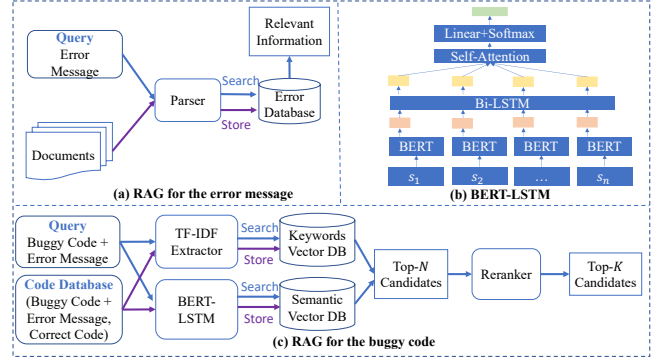 Query
Error
Message
Documents
Parser
Search
Store
Relevant
Information
Error
Database
(a) RAG for the error message
Linear+Softmax
Self-Attention
Bi-LSTM
BERT BERT BERT BERT
s₁ s₂ ... sₙ
(b) BERT-LSTM
Query
Buggy Code +
Error Message
Code Database
(Buggy Code +
Error Message,
Correct Code)
TF-IDF
Extractor
BERT-
LSTM
Search
Store
Search
Store
Keywords
Vector DB
Semantic
Vector DB
Top-N
Candidates
Reranker
Top-K
Candidates
(c) RAG for the buggy code